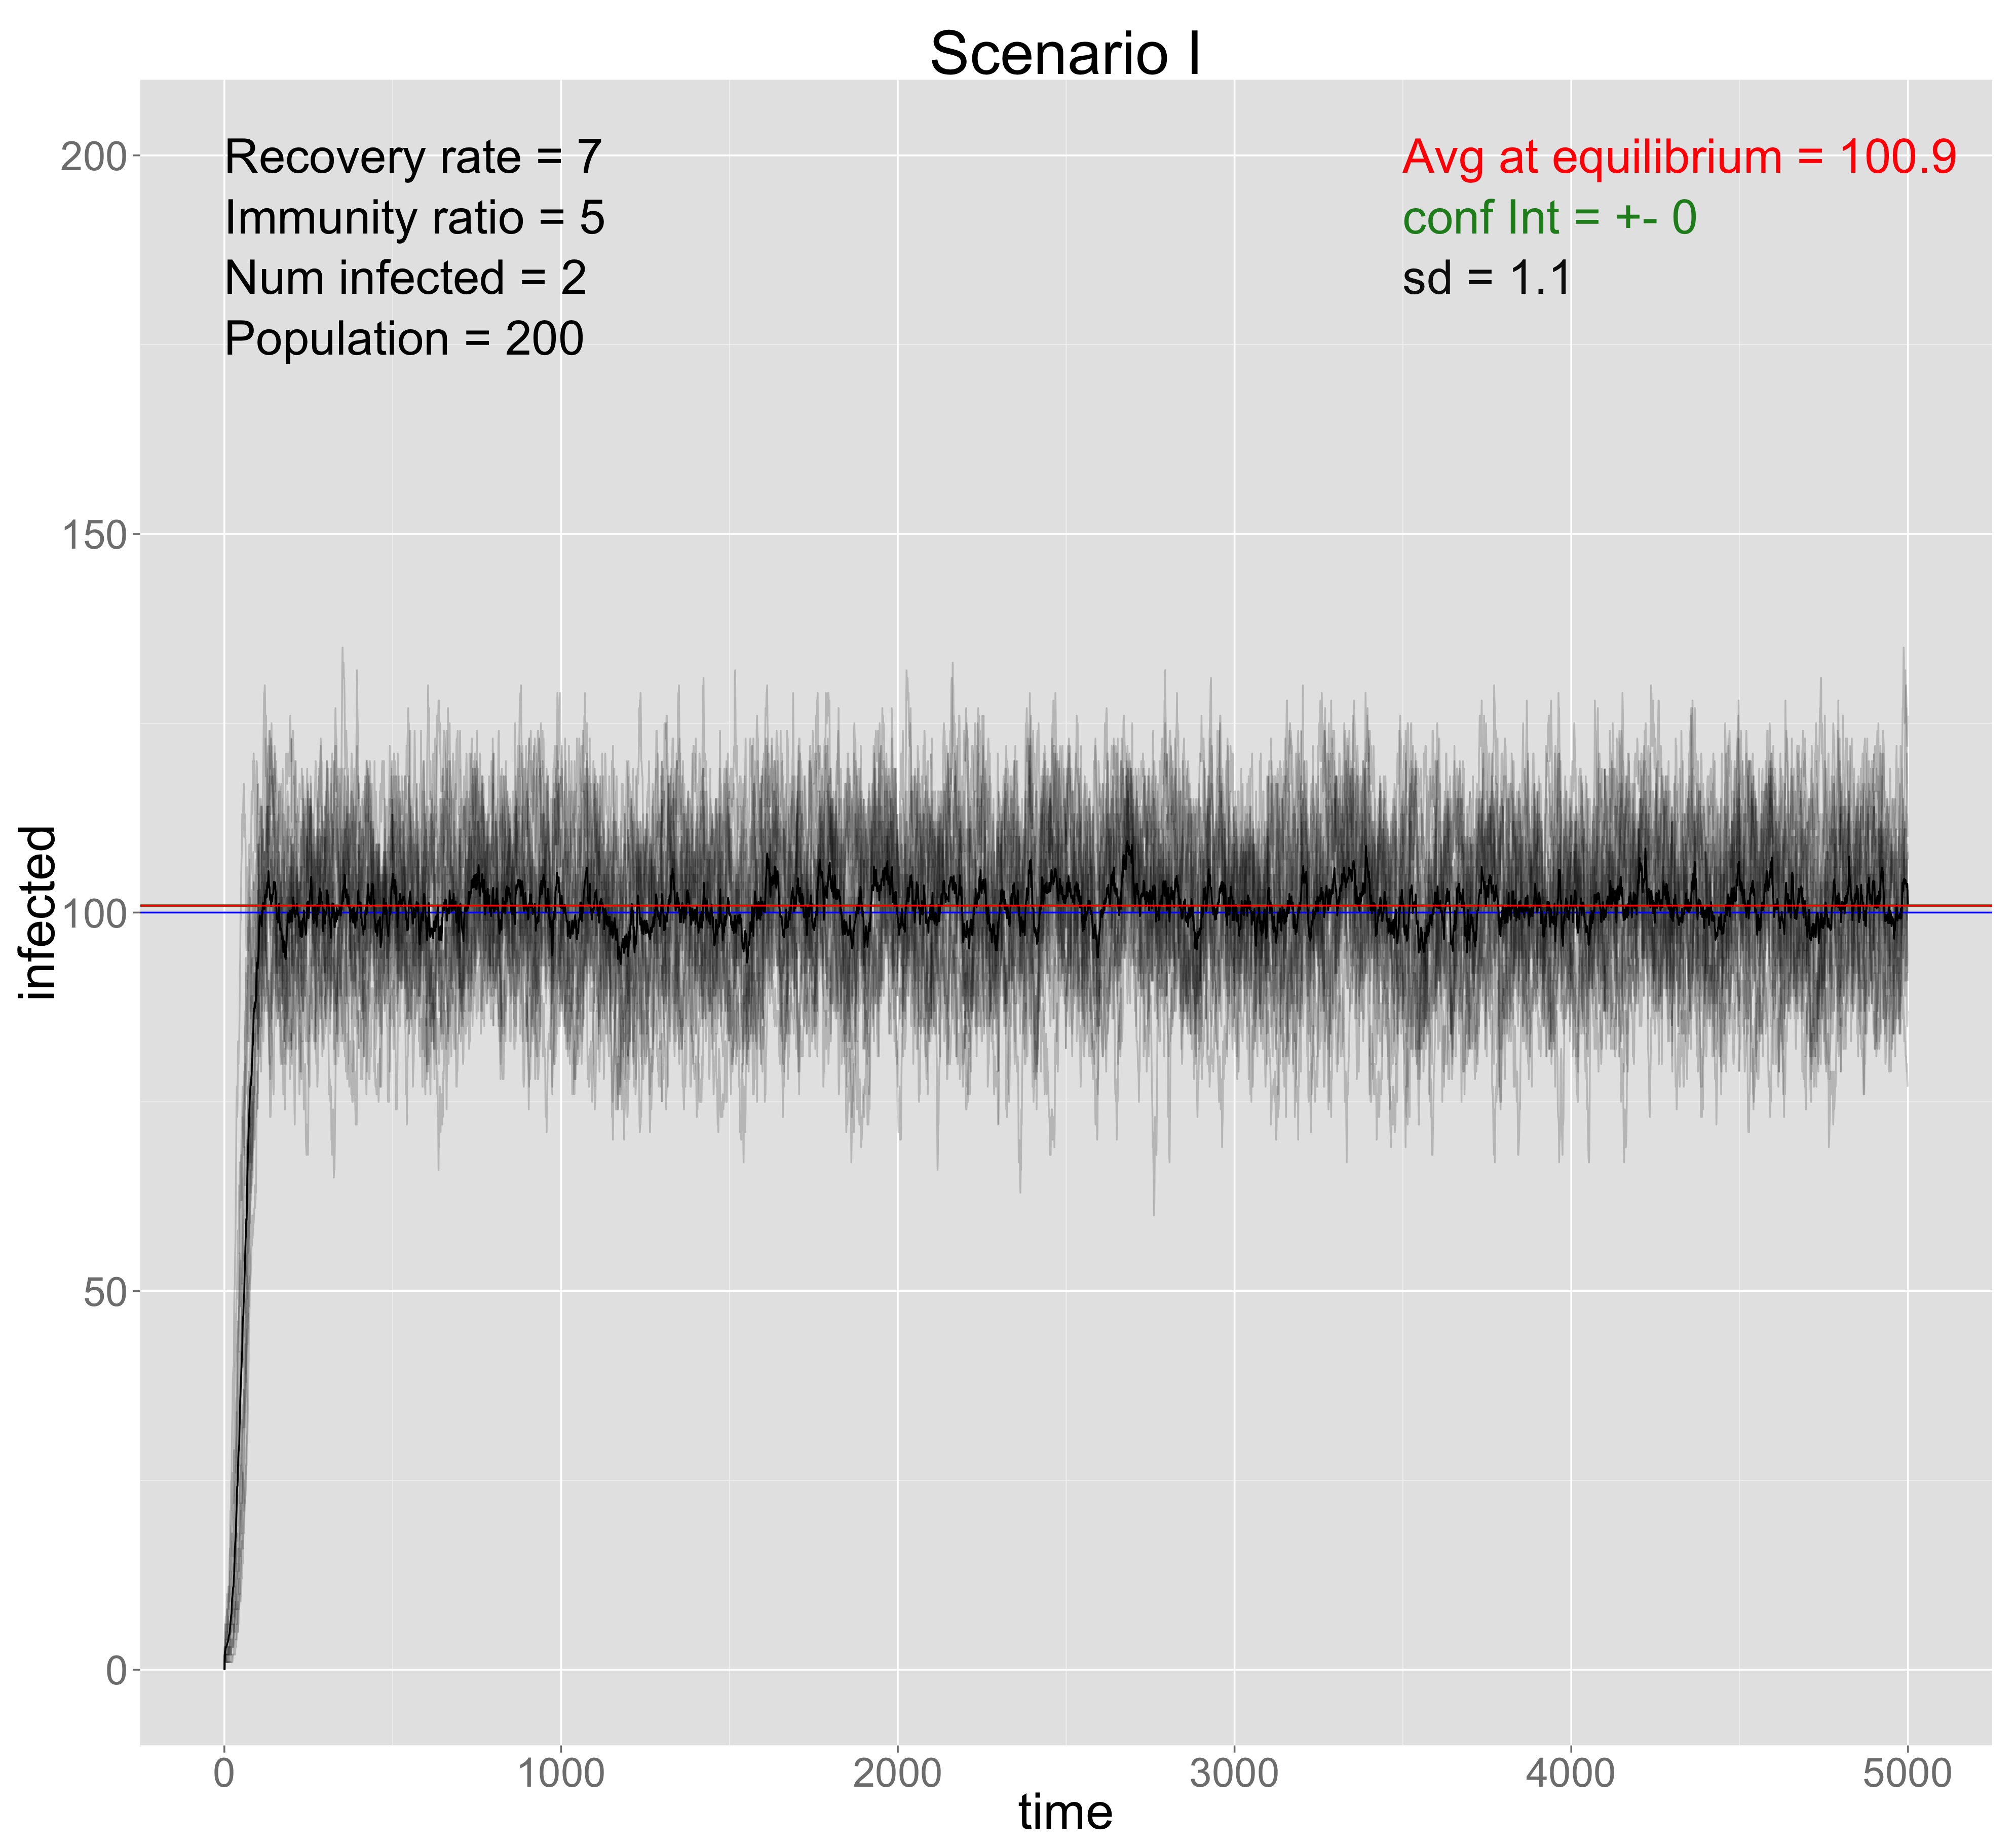 Scenario I
Recovery rate = 7
Immunity ratio = 5
Num infected = 2
Population = 200
Avg at equilibrium = 100.9
conf Int = +- 0
sd = 1.1
infected
200
150
100
50
0
0 1000 2000 3000 4000 5000
time